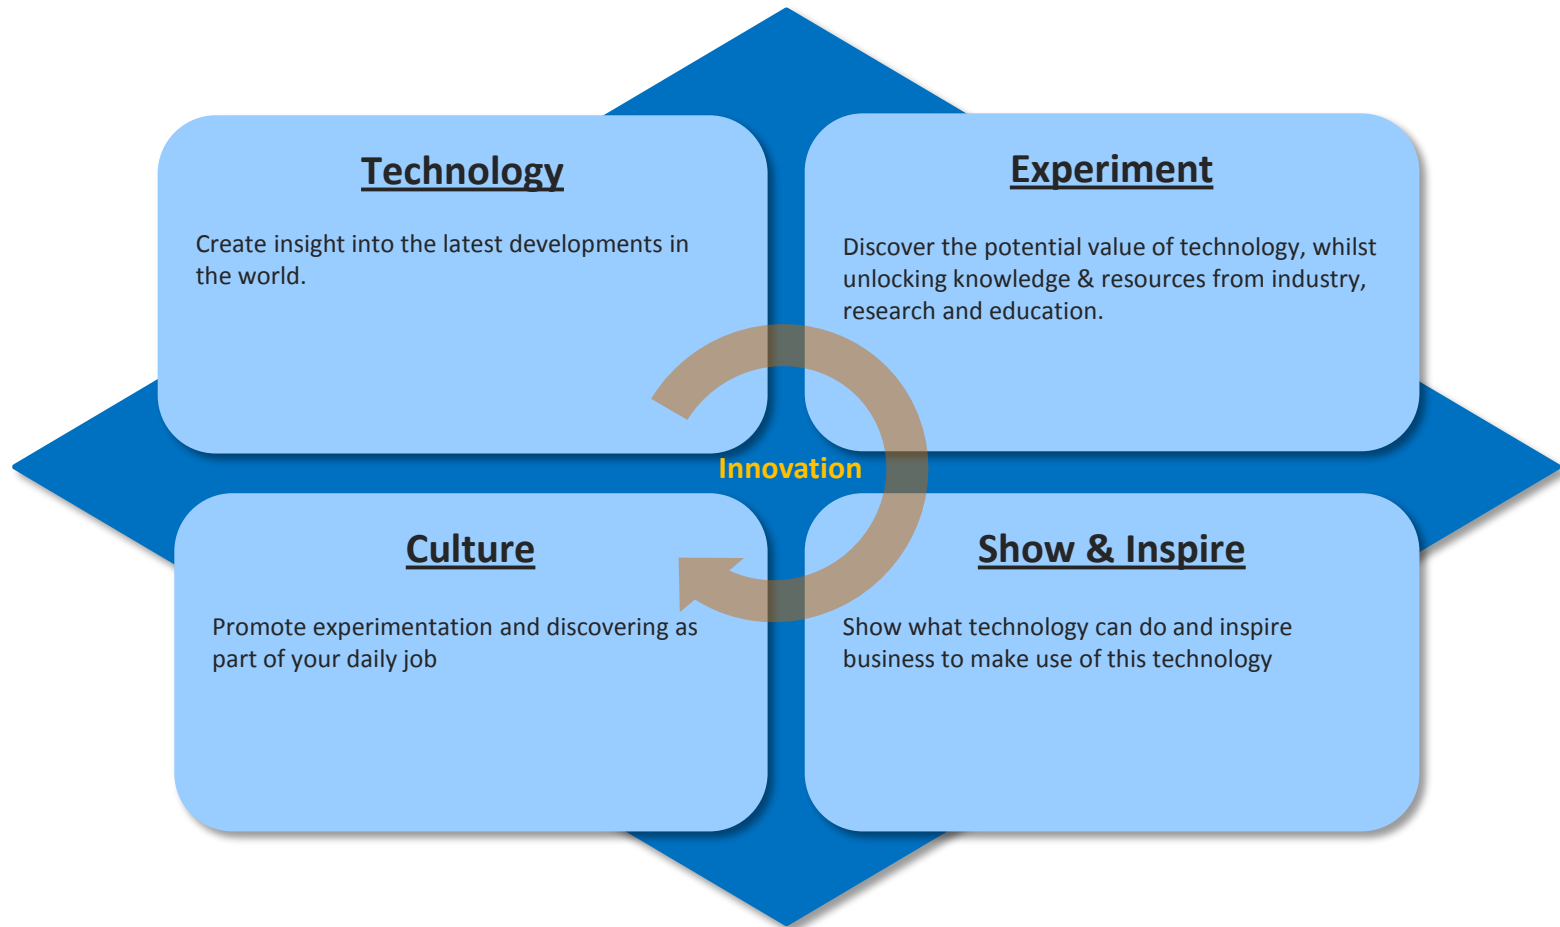 Technology
Create insight into the latest developments in
the world.
Experiment
Discover the potential value of technology, whilst
unlocking knowledge & resources from industry,
research and education.
Innovation
Culture
Promote experimentation and discovering as
part of your daily job
Show & Inspire
Show what technology can do and inspire
business to make use of this technology